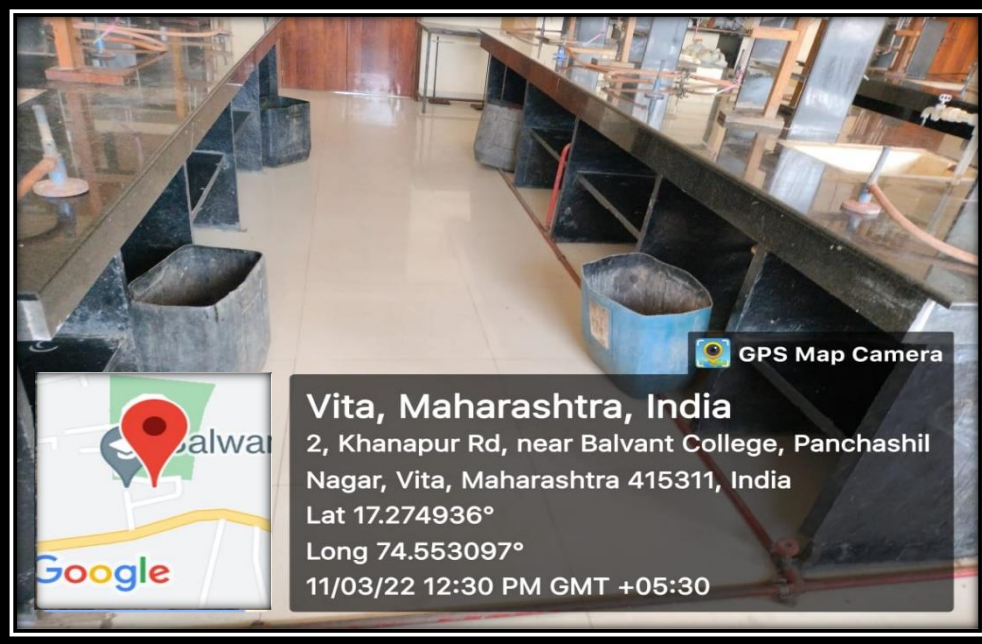 GPS Map Camera
Vita, Maharashtra, India
2, Khanapur Rd, near Balvant College, Panchashil
Nagar, Vita, Maharashtra 415311, India
Lat 17.274936°
Long 74.553097°
11/03/22 12:30 PM GMT +05:30
Google